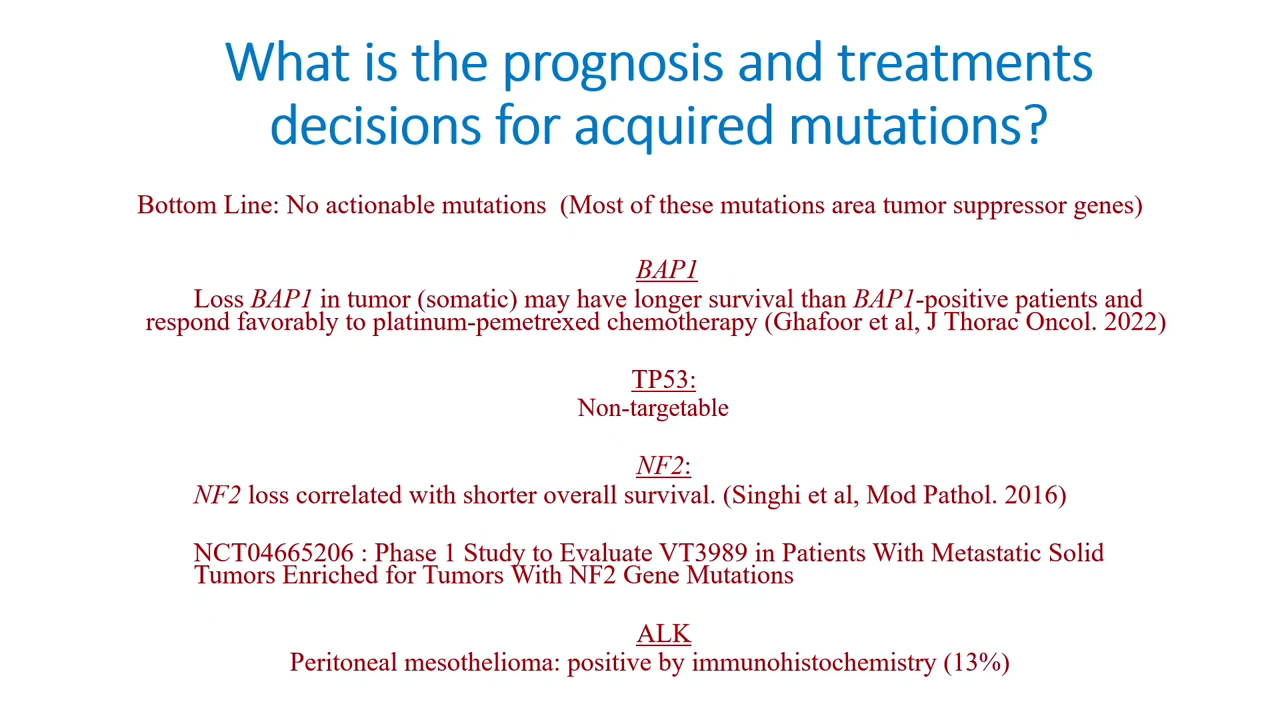 What is the prognosis and treatments
decisions for acquired mutations?
Bottom Line: No actionable mutations (Most of these mutations area tumor suppressor genes)
BAP1
Loss BAP1 in tumor (somatic) may have longer survival than BAP1-positive patients and
respond favorably to platinum-pemetrexed chemotherapy (Ghafoor et al, J Thorac Oncol. 2022)
TP53:
Non-targetable
NF2:
NF2 loss correlated with shorter overall survival. (Singhi et al, Mod Pathol. 2016)
NCT04665206 : Phase 1 Study to Evaluate VT3989 in Patients With Metastatic Solid
Tumors Enriched for Tumors With NF2 Gene Mutations
ALK
Peritoneal mesothelioma: positive by immunohistochemistry (13%)